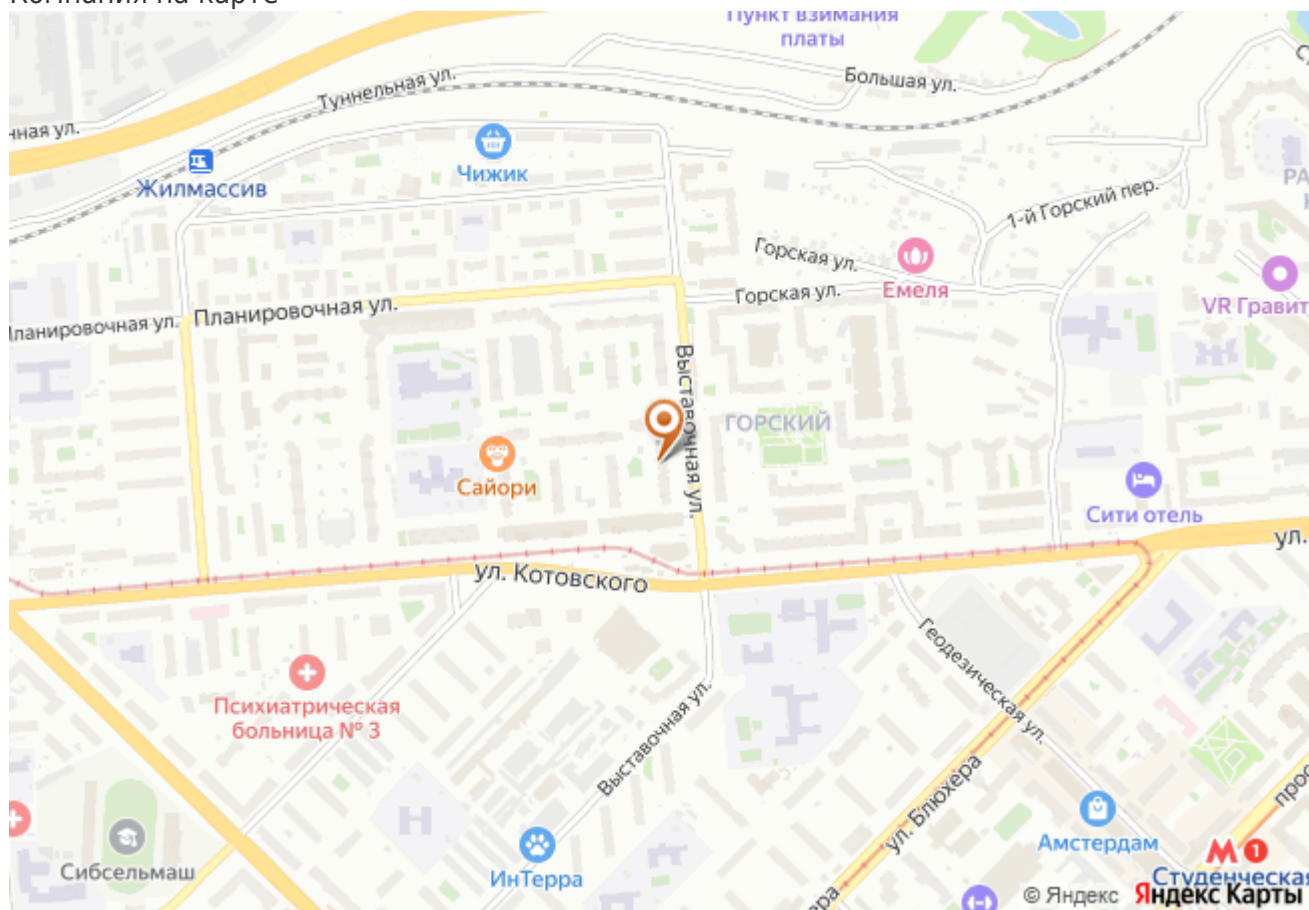 Компания на карте
Пункт взимания
платы
Большая ул.
Туннельная ул.
нная ул.
Чижик
Жилмассив
1-й Горский пер.
Горская ул.
Емеля
Горская ул.
VR Гравит
Планировочная ул.
Планировочная ул.
Выставочная ул.
ГОРСКИЙ
Сайори
Сити отель
ул.
ул. Котовского
Геодезическая ул.
Психиатрическая
больница № 3
Выставочная ул.
ул. Блюхера
Амстердам
Сибсельмаш
ИнТерра
1
Студенческая
© Яндекс Яндекс Карты